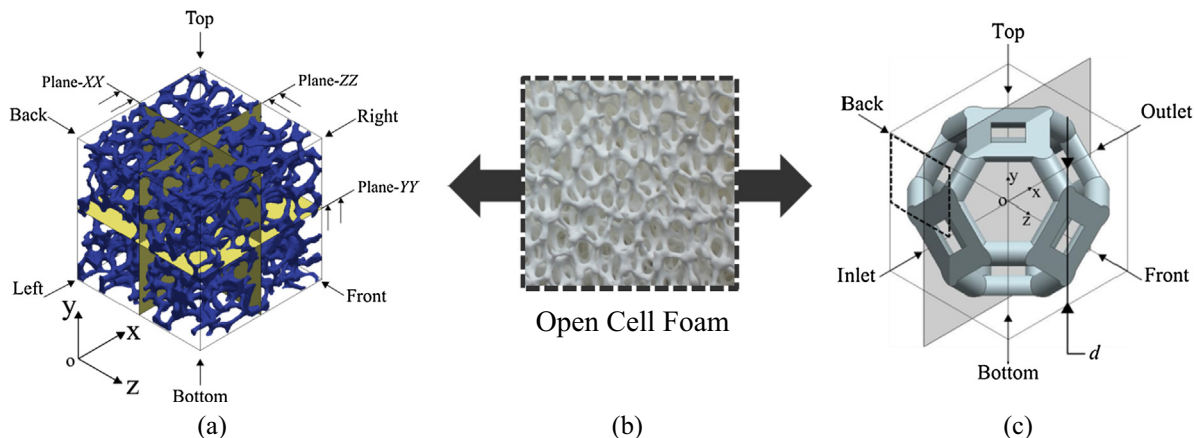 Top
Plane-XX
Plane-ZZ
Back
Right
Plane-YY
Left
Front
y
x
o
z
Bottom
(a)
Open Cell Foam
(b)
Top
Back
Outlet
y
x
o
z
Inlet
Front
Bottom
d
(c)